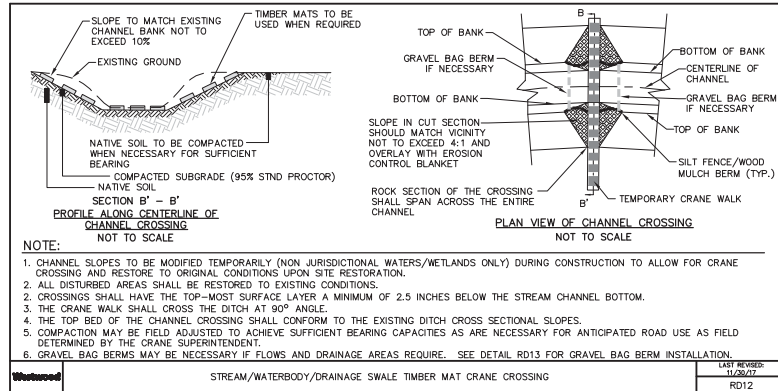 SLOPE TO MATCH EXISTING
CHANNEL BANK NOT TO
EXCEED 10%
EXISTING GROUND
TIMBER MATS TO BE
USED WHEN REQUIRED
NATIVE SOIL TO BE COMPACTED
WHEN NECESSARY FOR SUFFICIENT
BEARING
COMPACTED SUBGRADE (95% STND PROCTOR)
NATIVE SOIL
SECTION B' - B'
PROFILE ALONG CENTERLINE OF
CHANNEL CROSSING
NOT TO SCALE
B
TOP OF BANK
GRAVEL BAG BERM
IF NECESSARY
BOTTOM OF BANK
SLOPE IN CUT SECTION
SHOULD MATCH VICINITY
NOT TO EXCEED 4:1 AND
OVERLAY WITH EROSION
CONTROL BLANKET
ROCK SECTION OF THE CROSSING
SHALL SPAN ACROSS THE ENTIRE
CHANNEL
BOTTOM OF BANK
CENTERLINE OF
CHANNEL
GRAVEL BAG BERM
IF NECESSARY
TOP OF BANK
SILT FENCE/WOOD
MULCH BERM (TYP.)
TEMPORARY CRANE WALK
B'
PLAN VIEW OF CHANNEL CROSSING
NOT TO SCALE
NOTE:
1. CHANNEL SLOPES TO BE MODIFIED TEMPORARILY (NON JURISDICTIONAL WATERS/WETLANDS ONLY) DURING CONSTRUCTION TO ALLOW FOR CRANE
CROSSING AND RESTORE TO ORIGINAL CONDITIONS UPON SITE RESTORATION.
2. ALL DISTURBED AREAS SHALL BE RESTORED TO EXISTING CONDITIONS.
2. CROSSINGS SHALL HAVE THE TOP-MOST SURFACE LAYER A MINIMUM OF 2.5 INCHES BELOW THE STREAM CHANNEL BOTTOM.
3. THE CRANE WALK SHALL CROSS THE DITCH AT 90° ANGLE.
4. THE TOP BED OF THE CHANNEL CROSSING SHALL CONFORM TO THE EXISTING DITCH CROSS SECTIONAL SLOPES.
5. COMPACTION MAY BE FIELD ADJUSTED TO ACHIEVE SUFFICIENT BEARING CAPACITIES AS ARE NECESSARY FOR ANTICIPATED ROAD USE AS FIELD
DETERMINED BY THE CRANE SUPERINTENDENT.
6. GRAVEL BAG BERMS MAY BE NECESSARY IF FLOWS AND DRAINAGE AREAS REQUIRE. SEE DETAIL RD13 FOR GRAVEL BAG BERM INSTALLATION.
Westwood
STREAM/WATERBODY/DRAINAGE SWALE TIMBER MAT CRANE CROSSING
LAST REVISED:
11/30/17
RD12